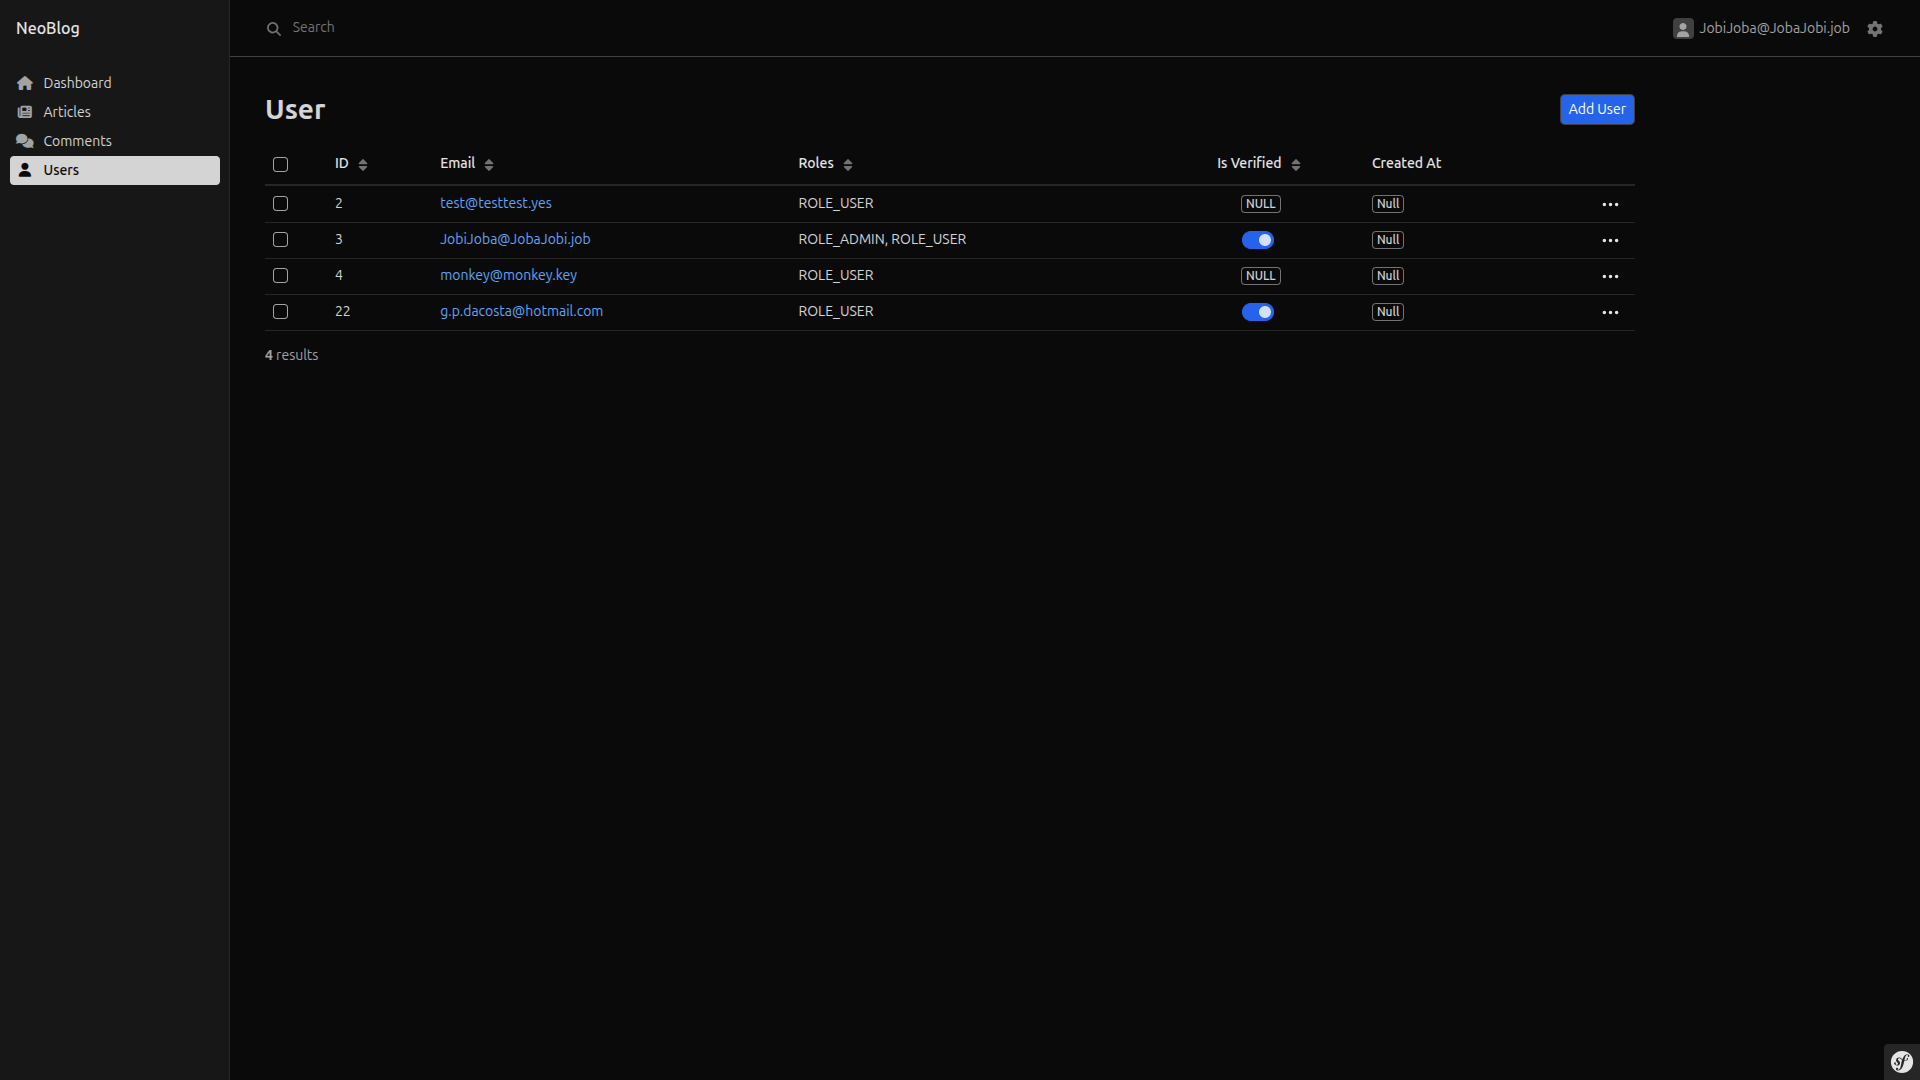 NeoBlog
Search
JobiJoba@JobaJobi.job
Dashboard
Articles
Comments
Users
User
Add User
ID Email Roles Is Verified Created At
2 test@testtest.yes ROLE_USER NULL Null
3 JobiJoba@JobaJobi.job ROLE_ADMIN, ROLE_USER Null
4 monkey@monkey.key ROLE_USER NULL Null
22 g.p.dacosta@hotmail.com ROLE_USER Null
4 results
sf